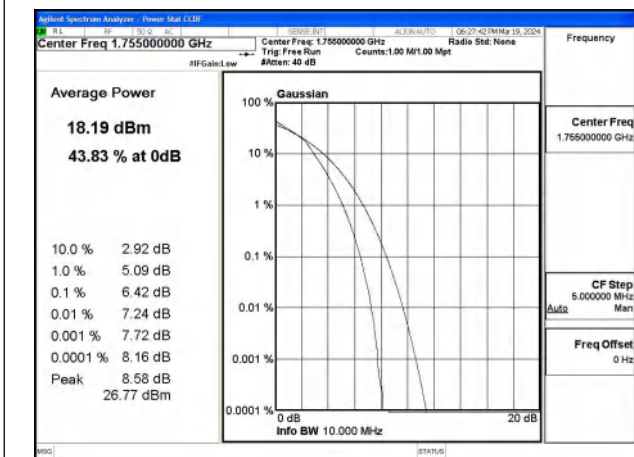 Agilent Spectrum Analyzer - Power Stat CCDF
RL RF 50 Ω AC SENSE:INT ALIGN AUTO 06:27:42 PM Mar 19, 2024
Center Freq 1.755000000 GHz
Center Freq: 1.755000000 GHz Radio Std: None
Trig: Free Run Counts:1.00 M/1.00 Mpt
#IFGain:Low #Atten: 40 dB
Frequency
Average Power
18.19 dBm
43.83 % at 0dB
10.0 % 2.92 dB
1.0 % 5.09 dB
0.1 % 6.42 dB
0.01 % 7.24 dB
0.001 % 7.72 dB
0.0001 % 8.16 dB
Peak 8.58 dB
26.77 dBm
Gaussian
100 %
10 %
1 %
0.1 %
0.01 %
0.001 %
0.0001 %
0 dB 20 dB
Info BW 10.000 MHz
Center Freq
1.755000000 GHz
CF Step
5.000000 MHz
Auto Man
Freq Offset
0 Hz
MSG STATUS